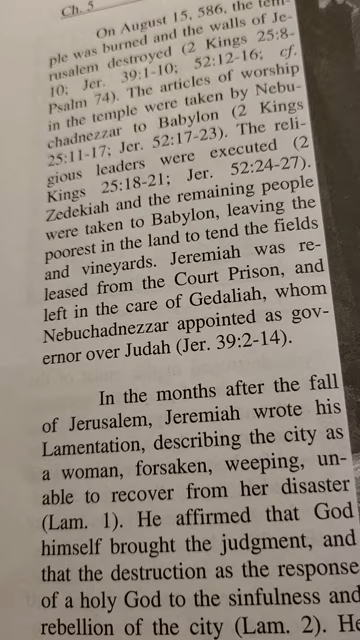 Ch. 5
On August 15, 586, the tem-
ple was burned and the walls of Je-
rusalem destroyed (2 Kings 25:8-
10; Jer. 39:1-10; 52:12-16; cf.
Psalm 74). The articles of worship
in the temple were taken by Nebu-
chadnezzar to Babylon (2 Kings
25:11-17; Jer. 52:17-23). The reli-
gious leaders were executed (2
Kings 25:18-21; Jer. 52:24-27).
Zedekiah and the remaining people
were taken to Babylon, leaving the
poorest in the land to tend the fields
and vineyards. Jeremiah was re-
leased from the Court Prison, and
left in the care of Gedaliah, whom
Nebuchadnezzar appointed as gov-
ernor over Judah (Jer. 39:2-14).
In the months after the fall
of Jerusalem, Jeremiah wrote his
Lamentation, describing the city as
a woman, forsaken, weeping, un-
able to recover from her disaster
(Lam. 1). He affirmed that God
himself brought the judgment, and
that the destruction as the response
of a holy God to the sinfulness and
rebellion of the city (Lam. 2). He